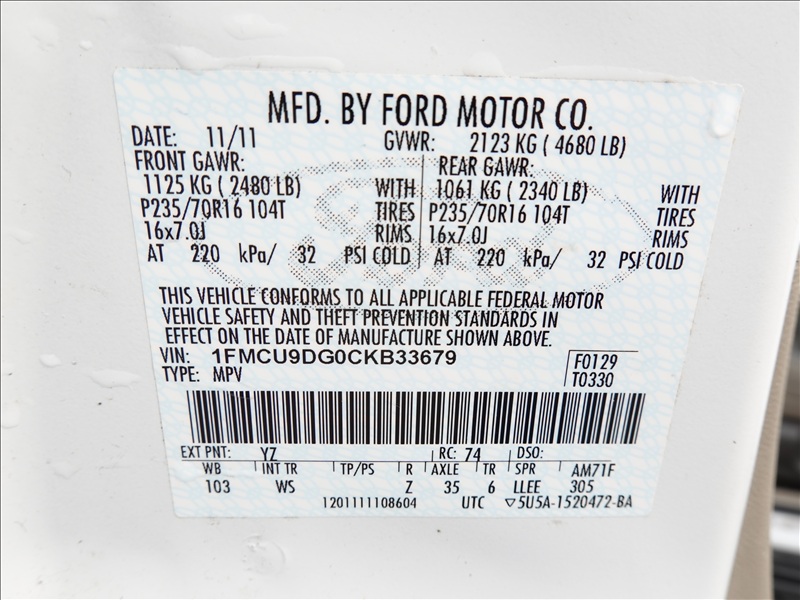 MFD. BY FORD MOTOR CO.
DATE: 11/11 GVWR: 2123 KG ( 4680 LB)
FRONT GAWR: REAR GAWR:
1125 KG ( 2480 LB) WITH 1061 KG ( 2340 LB) WITH
P235/70R16 104T TIRES P235/70R16 104T TIRES
16x7.0J RIMS 16x7.0J RIMS
AT 220 kPa/ 32 PSI COLD AT 220 kPa/ 32 PSI COLD
THIS VEHICLE CONFORMS TO ALL APPLICABLE FEDERAL MOTOR
VEHICLE SAFETY AND THEFT PREVENTION STANDARDS IN
EFFECT ON THE DATE OF MANUFACTURE SHOWN ABOVE.
VIN: 1FMCU9DG0CKB33679 F0129
TYPE: MPV T0330
EXT PNT: YZ RC: 74 DSO:
WB INT TR TP/PS R AXLE TR SPR AM71F
103 WS Z 35 6 LLEE 305
1201111108604 UTC ▽5U5A-1520472-BA